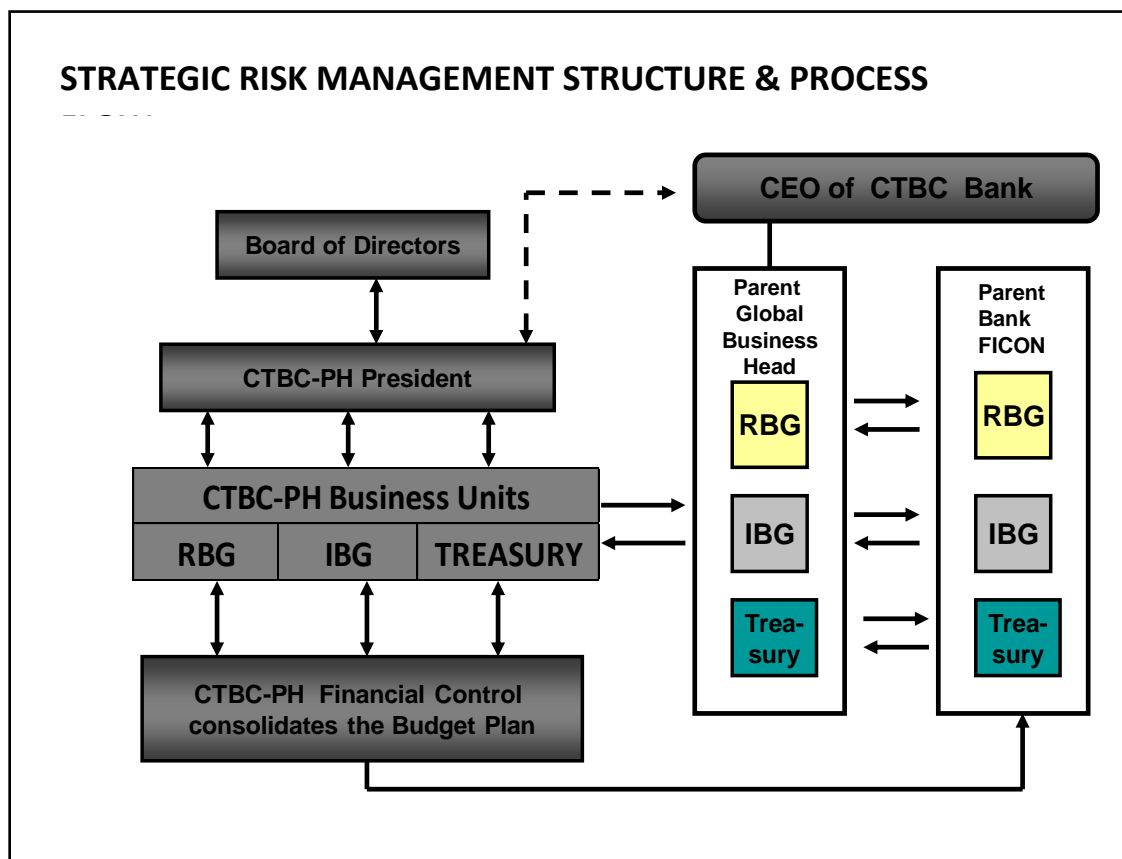 STRATEGIC RISK MANAGEMENT STRUCTURE & PROCESS
CEO of CTBC Bank
Board of Directors
CTBC-PH President
CTBC-PH Business Units
RBG IBG TREASURY
CTBC-PH Financial Control
consolidates the Budget Plan
Parent
Global
Business
Head
RBG
IBG
Trea-
sury
Parent
Bank
FICON
RBG
IBG
Trea-
sury